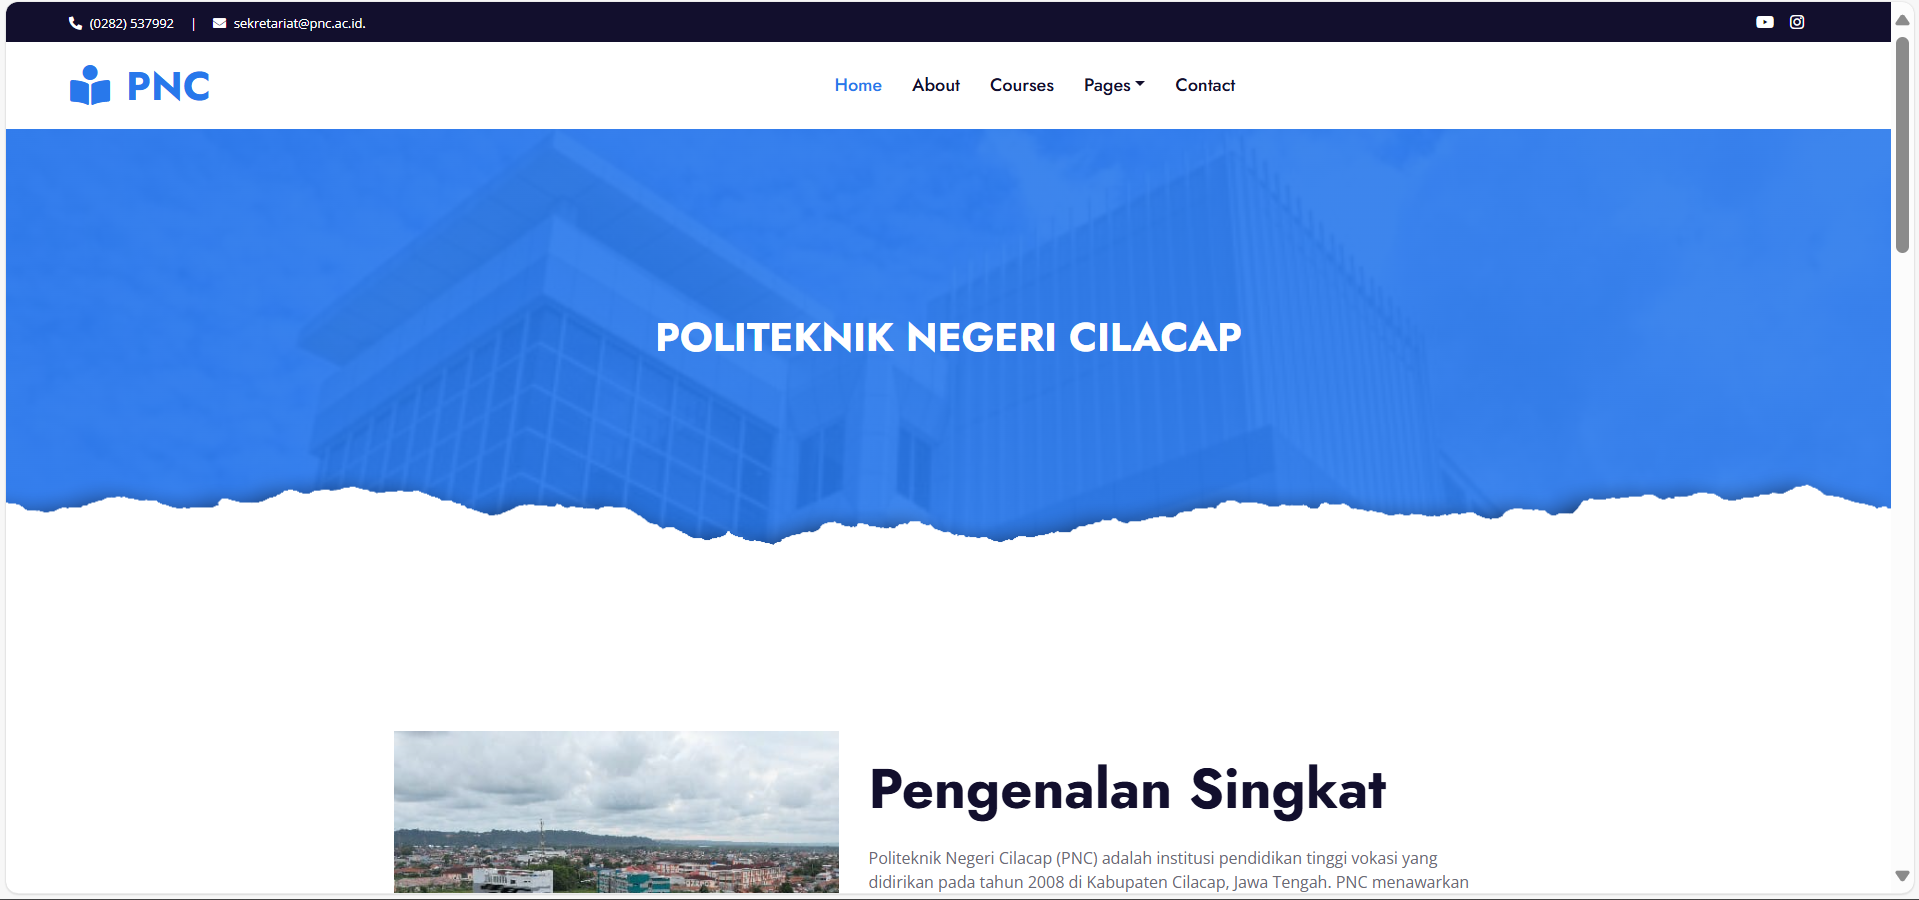 (0282) 537992 | sekretariat@pnc.ac.id.
PNC
Home About Courses Pages Contact
POLITEKNIK NEGERI CILACAP
Pengenalan Singkat
Politeknik Negeri Cilacap (PNC) adalah institusi pendidikan tinggi vokasi yang
didirikan pada tahun 2008 di Kabupaten Cilacap, Jawa Tengah. PNC menawarkan